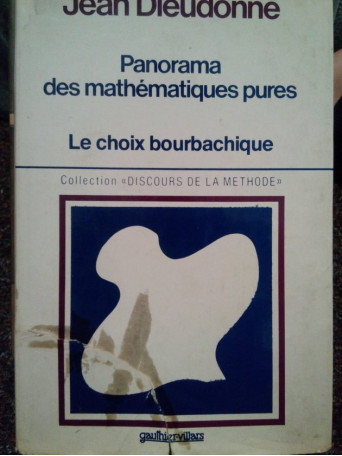 Jean Dieudonné
Panorama
des mathématiques pures
Le choix bourbachique
Collection «DISCOURS DE LA METHODE»
gauthier-villars